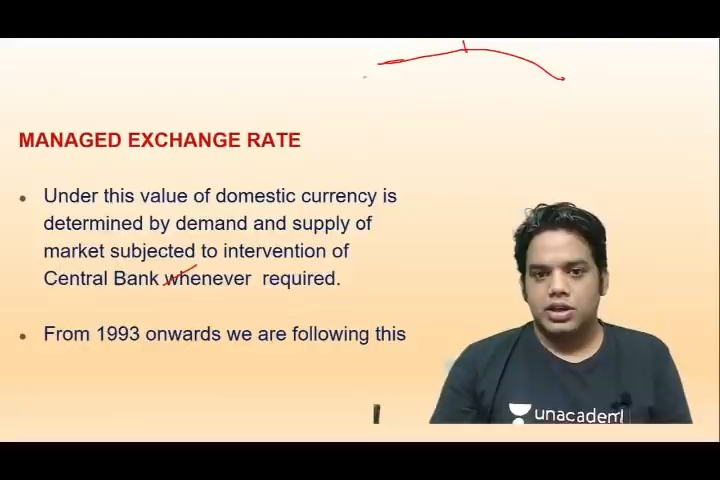 MANAGED EXCHANGE RATE
• Under this value of domestic currency is
determined by demand and supply of
market subjected to intervention of
Central Bank whenever required.
• From 1993 onwards we are following this
unacadem